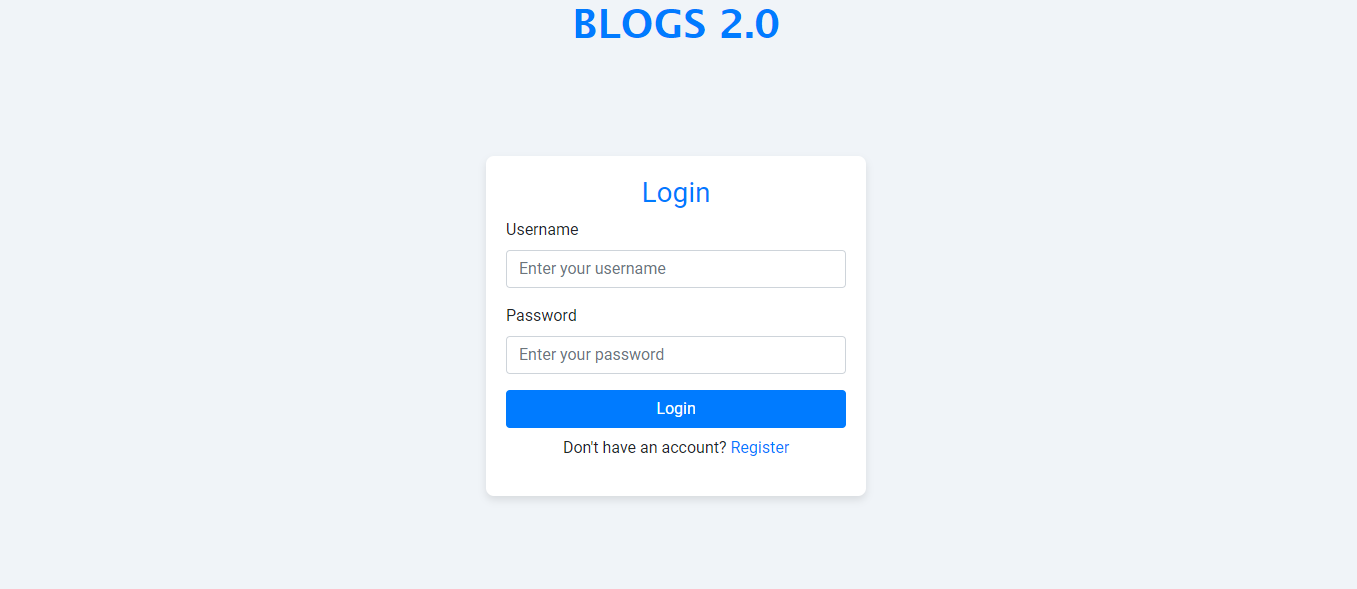 BLOGS 2.0
Login
Username
Enter your username
Password
Enter your password
Login
Don't have an account? Register